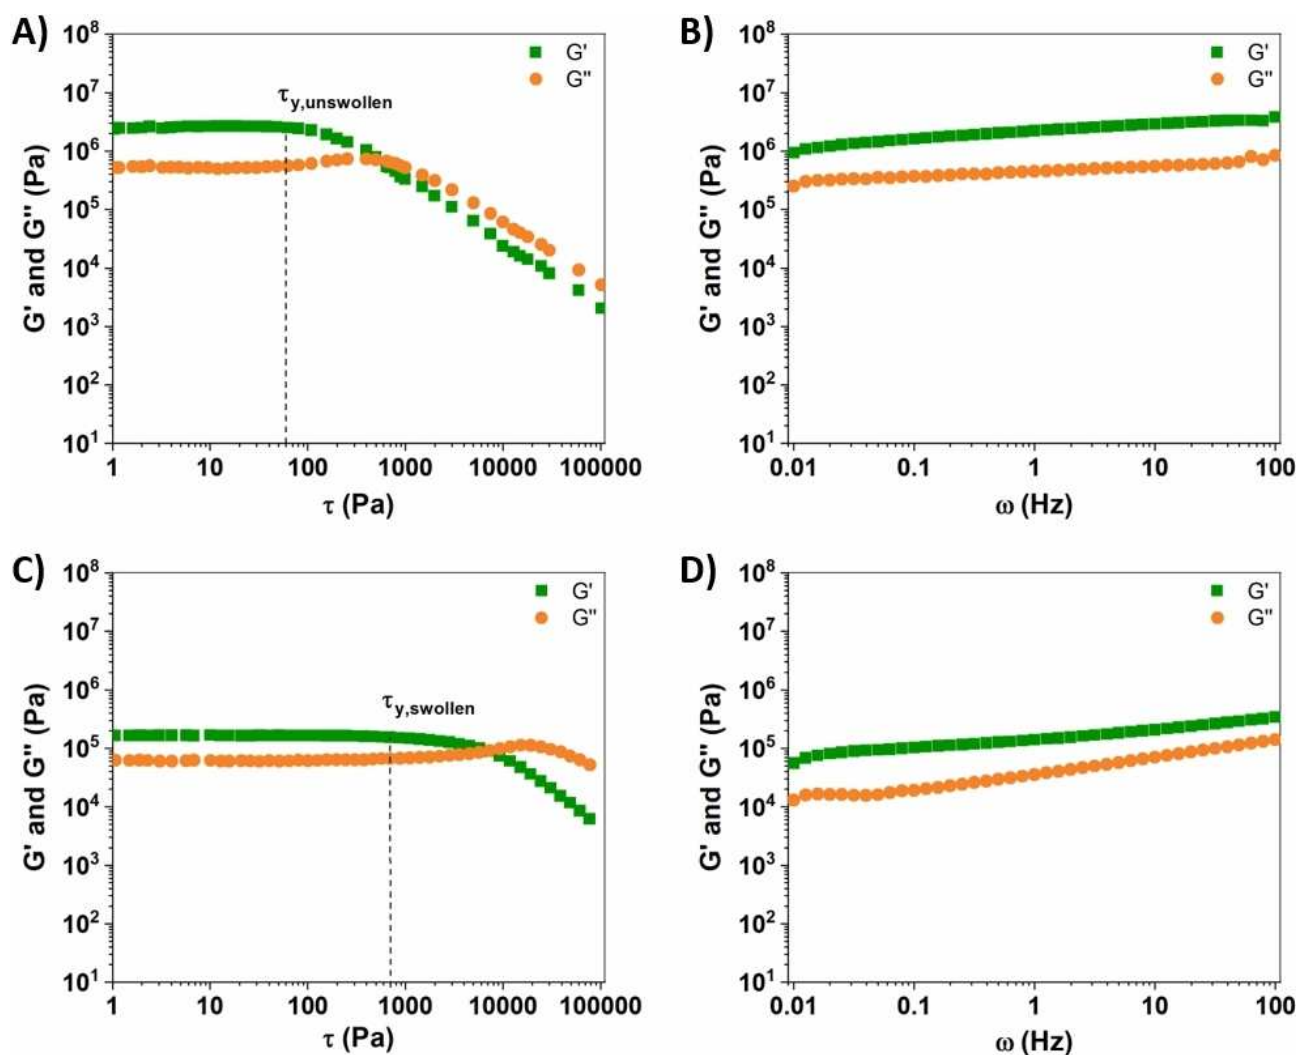 A)
G' and G'' (Pa)
10⁸
10⁷
10⁶
10⁵
10⁴
10³
10²
10¹
G'
G''
τy,unswollen
1 10 100 1000 10000 100000
τ (Pa)
B)
G' and G'' (Pa)
10⁸
10⁷
10⁶
10⁵
10⁴
10³
10²
10¹
G'
G''
0.01 0.1 1 10 100
ω (Hz)
C)
G' and G'' (Pa)
10⁸
10⁷
10⁶
10⁵
10⁴
10³
10²
10¹
G'
G''
τy,swollen
1 10 100 1000 10000 100000
τ (Pa)
D)
G' and G'' (Pa)
10⁸
10⁷
10⁶
10⁵
10⁴
10³
10²
10¹
G'
G''
0.01 0.1 1 10 100
ω (Hz)